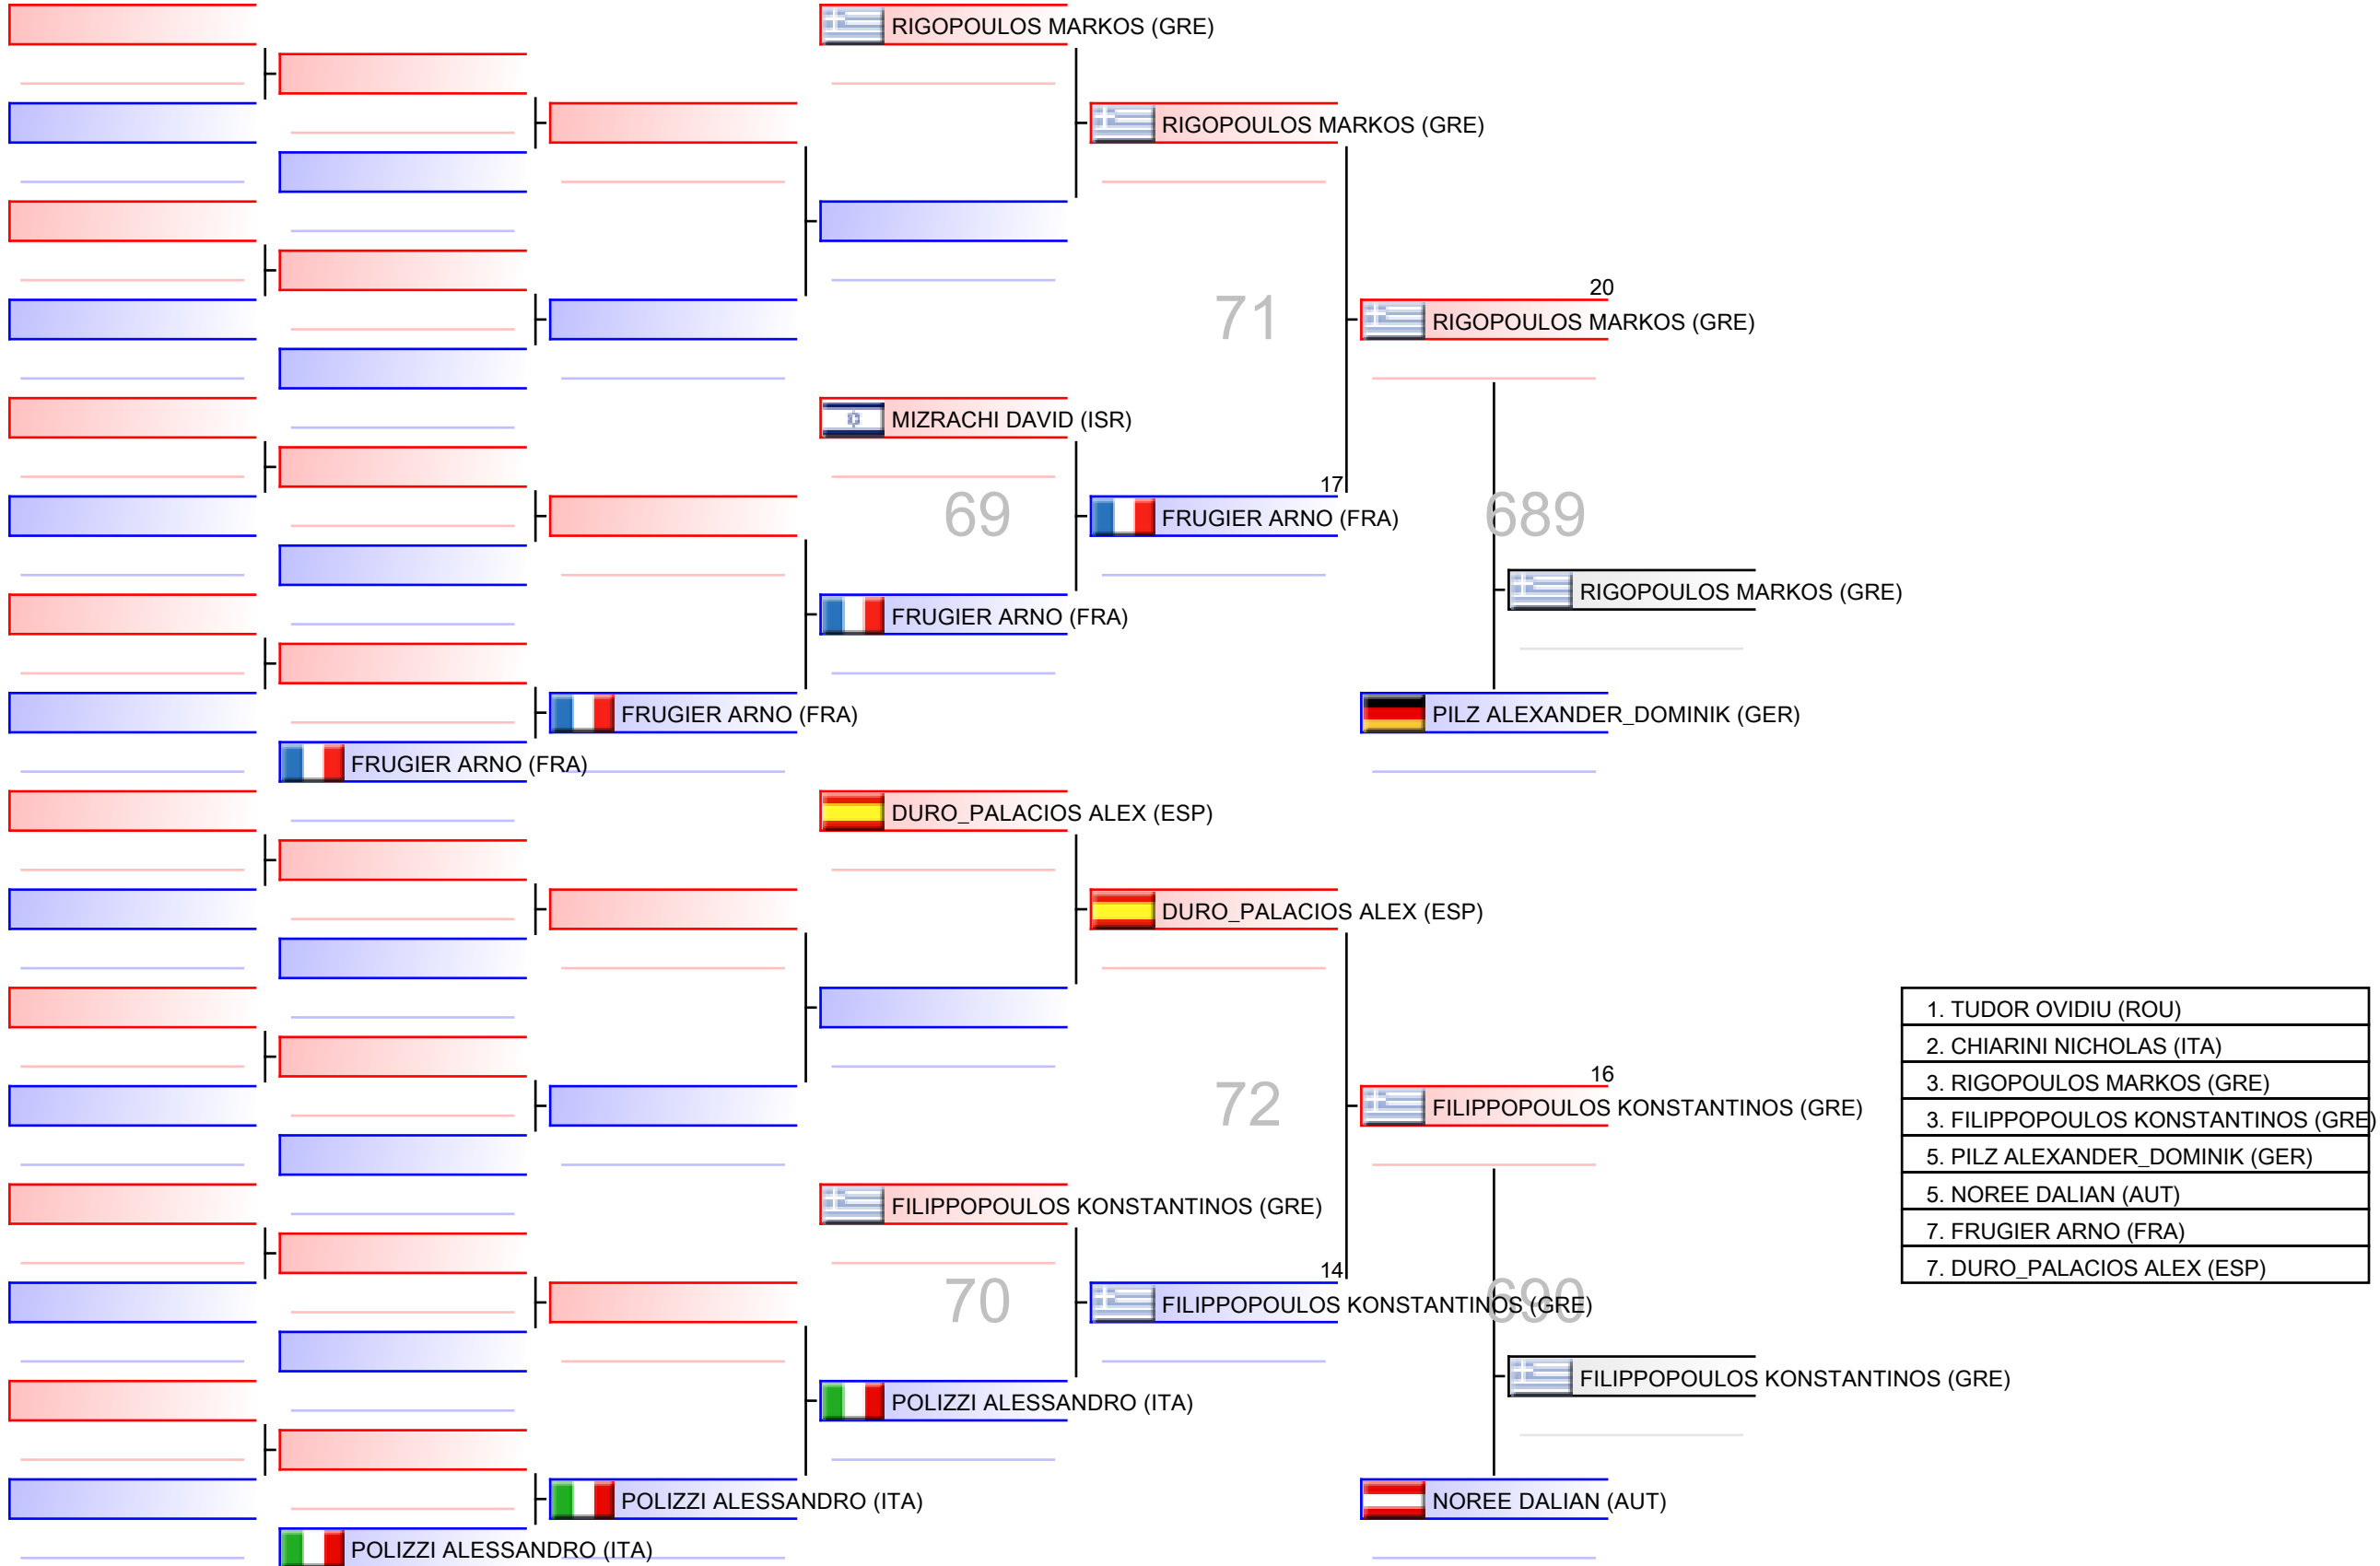 RIGOPOULOS MARKOS (GRE)
RIGOPOULOS MARKOS (GRE)
20
71
RIGOPOULOS MARKOS (GRE)
MIZRACHI DAVID (ISR)
17
69
FRUGIER ARNO (FRA)
689
RIGOPOULOS MARKOS (GRE)
FRUGIER ARNO (FRA)
FRUGIER ARNO (FRA)
PILZ ALEXANDER_DOMINIK (GER)
FRUGIER ARNO (FRA)
DURO_PALACIOS ALEX (ESP)
DURO_PALACIOS ALEX (ESP)
1. TUDOR OVIDIU (ROU)
2. CHIARINI NICHOLAS (ITA)
3. RIGOPOULOS MARKOS (GRE)
3. FILIPPOPOULOS KONSTANTINOS (GRE)
5. PILZ ALEXANDER_DOMINIK (GER)
5. NOREE DALIAN (AUT)
7. FRUGIER ARNO (FRA)
7. DURO_PALACIOS ALEX (ESP)
16
72
FILIPPOPOULOS KONSTANTINOS (GRE)
FILIPPOPOULOS KONSTANTINOS (GRE)
14
70
FILIPPOPOULOS KONSTANTINOS (GRE)
690
FILIPPOPOULOS KONSTANTINOS (GRE)
POLIZZI ALESSANDRO (ITA)
POLIZZI ALESSANDRO (ITA)
NOREE DALIAN (AUT)
POLIZZI ALESSANDRO (ITA)